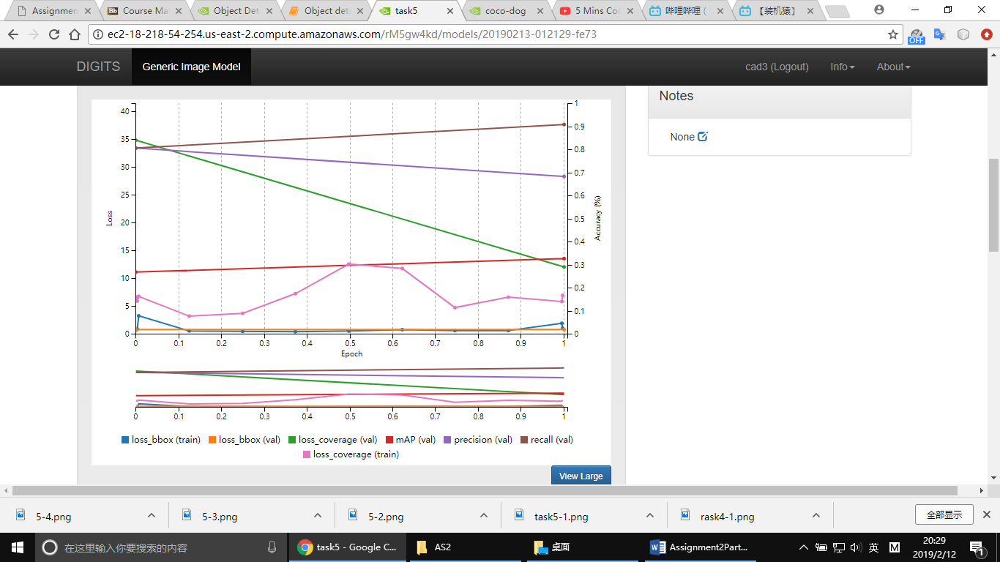 Assignmen
Course Ma
Object Det
Object dete
task5
coco-dog
5 Mins Con
哔哩哔哩 (
【装机猿】
ec2-18-218-54-254.us-east-2.compute.amazonaws.com/rM5gw4kd/models/20190213-012129-fe73
OFF
DIGITS Generic Image Model cad3 (Logout) Info About
Notes
None
40
35
30
25
20
15
10
5
0
Loss
1
0.9
0.8
0.7
0.6
0.5
0.4
0.3
0.2
0.1
0
Accuracy (%)
0 0.1 0.2 0.3 0.4 0.5 0.6 0.7 0.8 0.9 1
Epoch
0 0.1 0.2 0.3 0.4 0.5 0.6 0.7 0.8 0.9 1
loss_bbox (train) loss_bbox (val) loss_coverage (val) mAP (val) precision (val) recall (val)
loss_coverage (train)
View Large
5-4.png 5-3.png 5-2.png task5-1.png rask4-1.png 全部显示
在这里输入你要搜索的内容 task5 - Google C... AS2 桌面 Assignment2Part... 英 M 20:29
2019/2/12
1